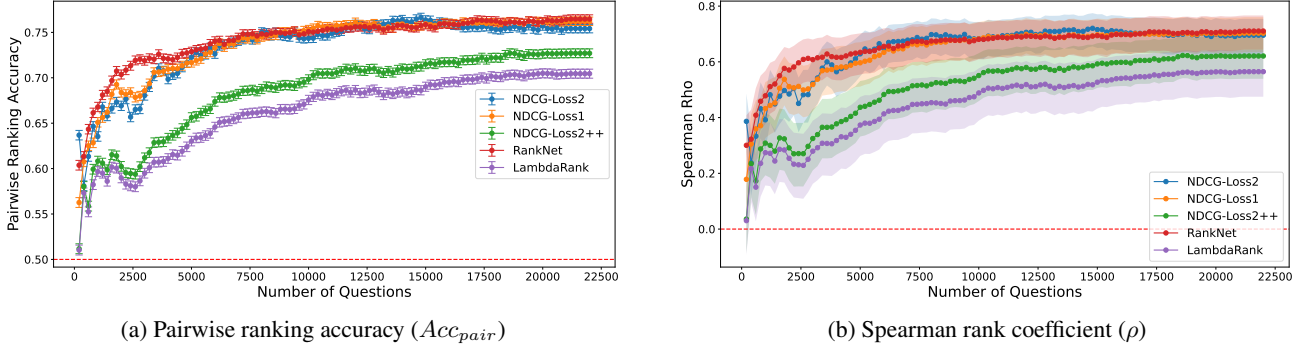 0.75
0.70
0.65
0.60
0.55
0.50
Pairwise Ranking Accuracy
NDCG-Loss2
NDCG-Loss1
NDCG-Loss2++
RankNet
LambdaRank
0 2500 5000 7500 10000 12500 15000 17500 20000 22500
Number of Questions
(a) Pairwise ranking accuracy (Acc_pair)
0.8
0.6
0.4
0.2
0.0
Spearman Rho
NDCG-Loss2
NDCG-Loss1
NDCG-Loss2++
RankNet
LambdaRank
0 2500 5000 7500 10000 12500 15000 17500 20000 22500
Number of Questions
(b) Spearman rank coefficient (ρ)